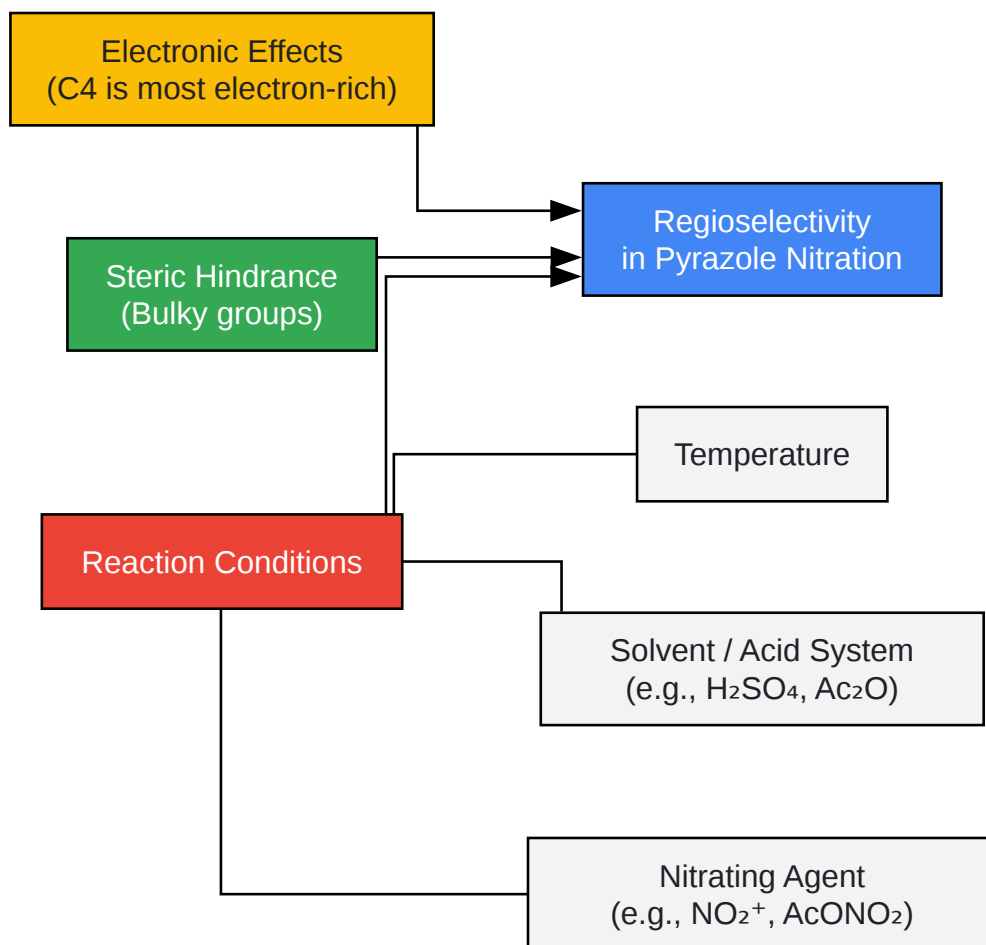 Electronic Effects
(C4 is most electron-rich)
Regioselectivity
in Pyrazole Nitration
Steric Hindrance
(Bulky groups)
Temperature
Reaction Conditions
Solvent / Acid System
(e.g., H₂SO₄, Ac₂O)
Nitrating Agent
(e.g., NO₂⁺, AcONO₂)